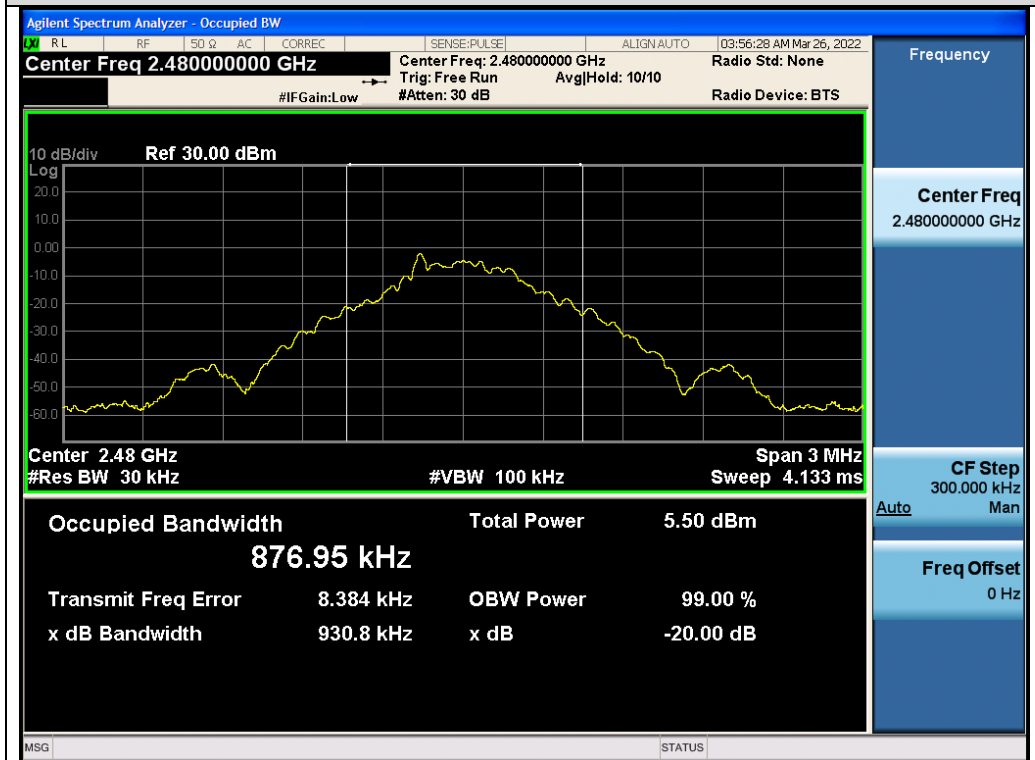 Agilent Spectrum Analyzer - Occupied BW
LXI RL RF 50 Ω AC CORREC SENSE:PULSE ALIGN AUTO 03:56:28 AM Mar 26, 2022
Center Freq 2.480000000 GHz
Center Freq: 2.480000000 GHz Radio Std: None
Trig: Free Run Avg|Hold: 10/10
#IFGain:Low #Atten: 30 dB Radio Device: BTS
10 dB/div Ref 30.00 dBm
Log
20.0
10.0
0.00
-10.0
-20.0
-30.0
-40.0
-50.0
-60.0
Center 2.48 GHz Span 3 MHz
#Res BW 30 kHz #VBW 100 kHz Sweep 4.133 ms
Occupied Bandwidth Total Power 5.50 dBm
876.95 kHz
Transmit Freq Error 8.384 kHz OBW Power 99.00 %
x dB Bandwidth 930.8 kHz x dB -20.00 dB
Frequency
Center Freq
2.480000000 GHz
CF Step
300.000 kHz
Auto Man
Freq Offset
0 Hz
MSG STATUS